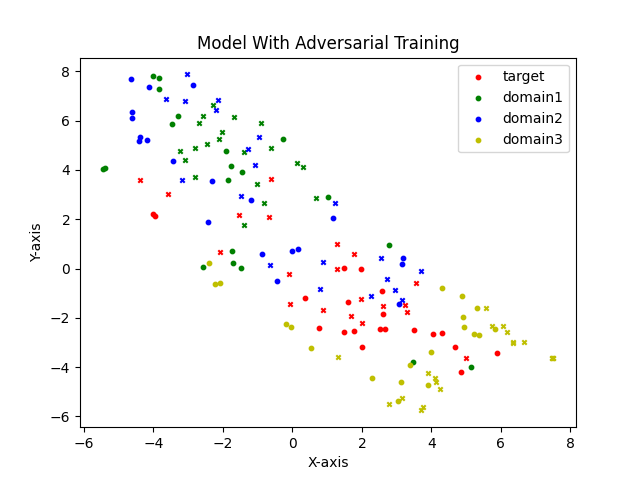 Model With Adversarial Training
target
domain1
domain2
domain3
8
6
4
2
0
−2
−4
−6
Y-axis
−6 −4 −2 0 2 4 6 8
X-axis